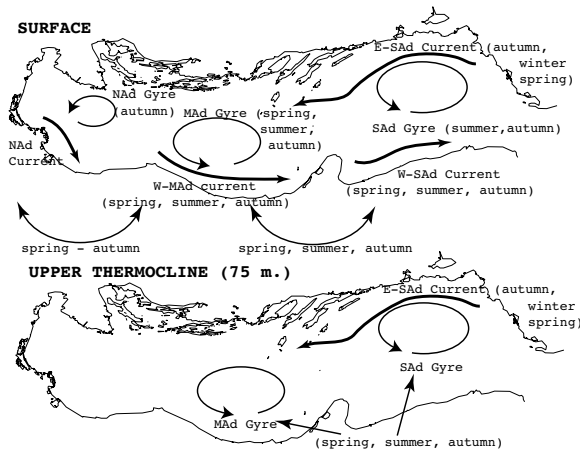 SURFACE
E-SAd Current (autumn,
winter
spring)
NAd Gyre
(autumn)
MAd Gyre (spring,
summer,
autumn)
SAd Gyre (summer,autumn)
NAd
Current
W-MAd current
(spring, summer, autumn)
W-SAd Current
(spring, summer, autumn)
spring - autumn
spring, summer, autumn
UPPER THERMOCLINE (75 m.)
E-SAd Current (autumn,
winter
spring)
SAd Gyre
MAd Gyre
(spring, summer, autumn)